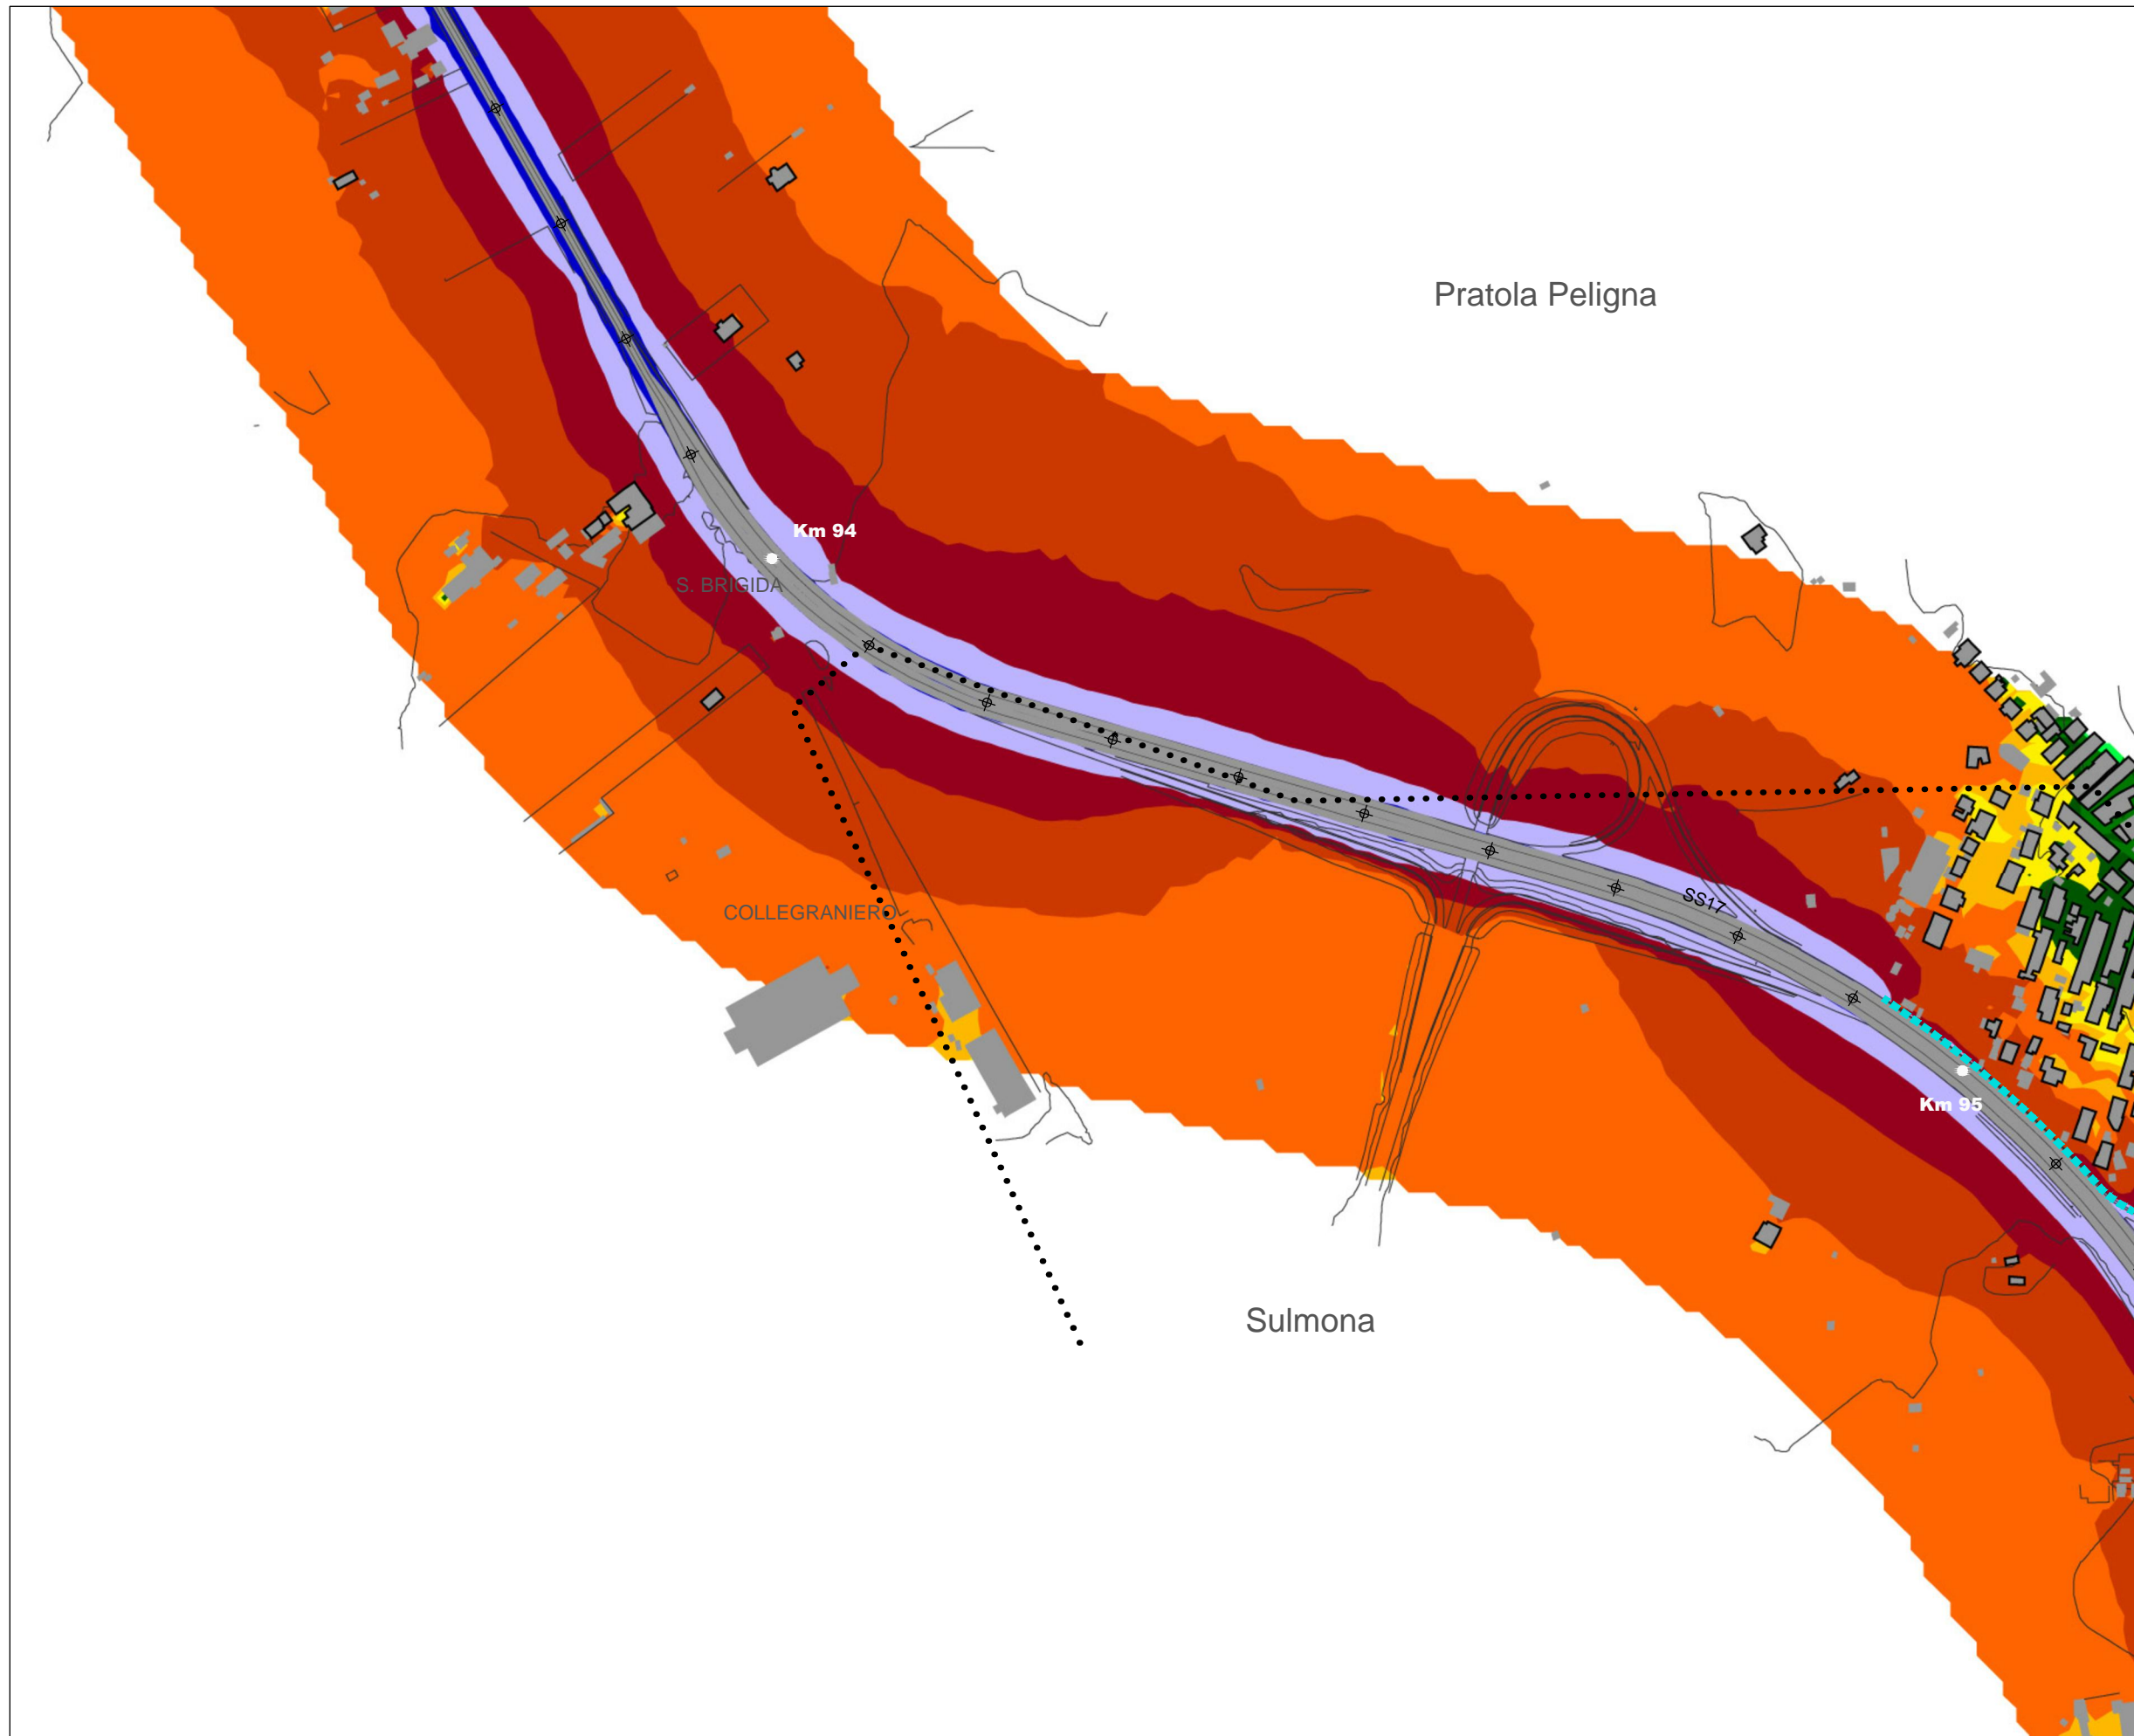 Pratola Peligna
Km 94
S. BRIGIDA
SS17
COLLEGRANIERO
Km 95
Sulmona